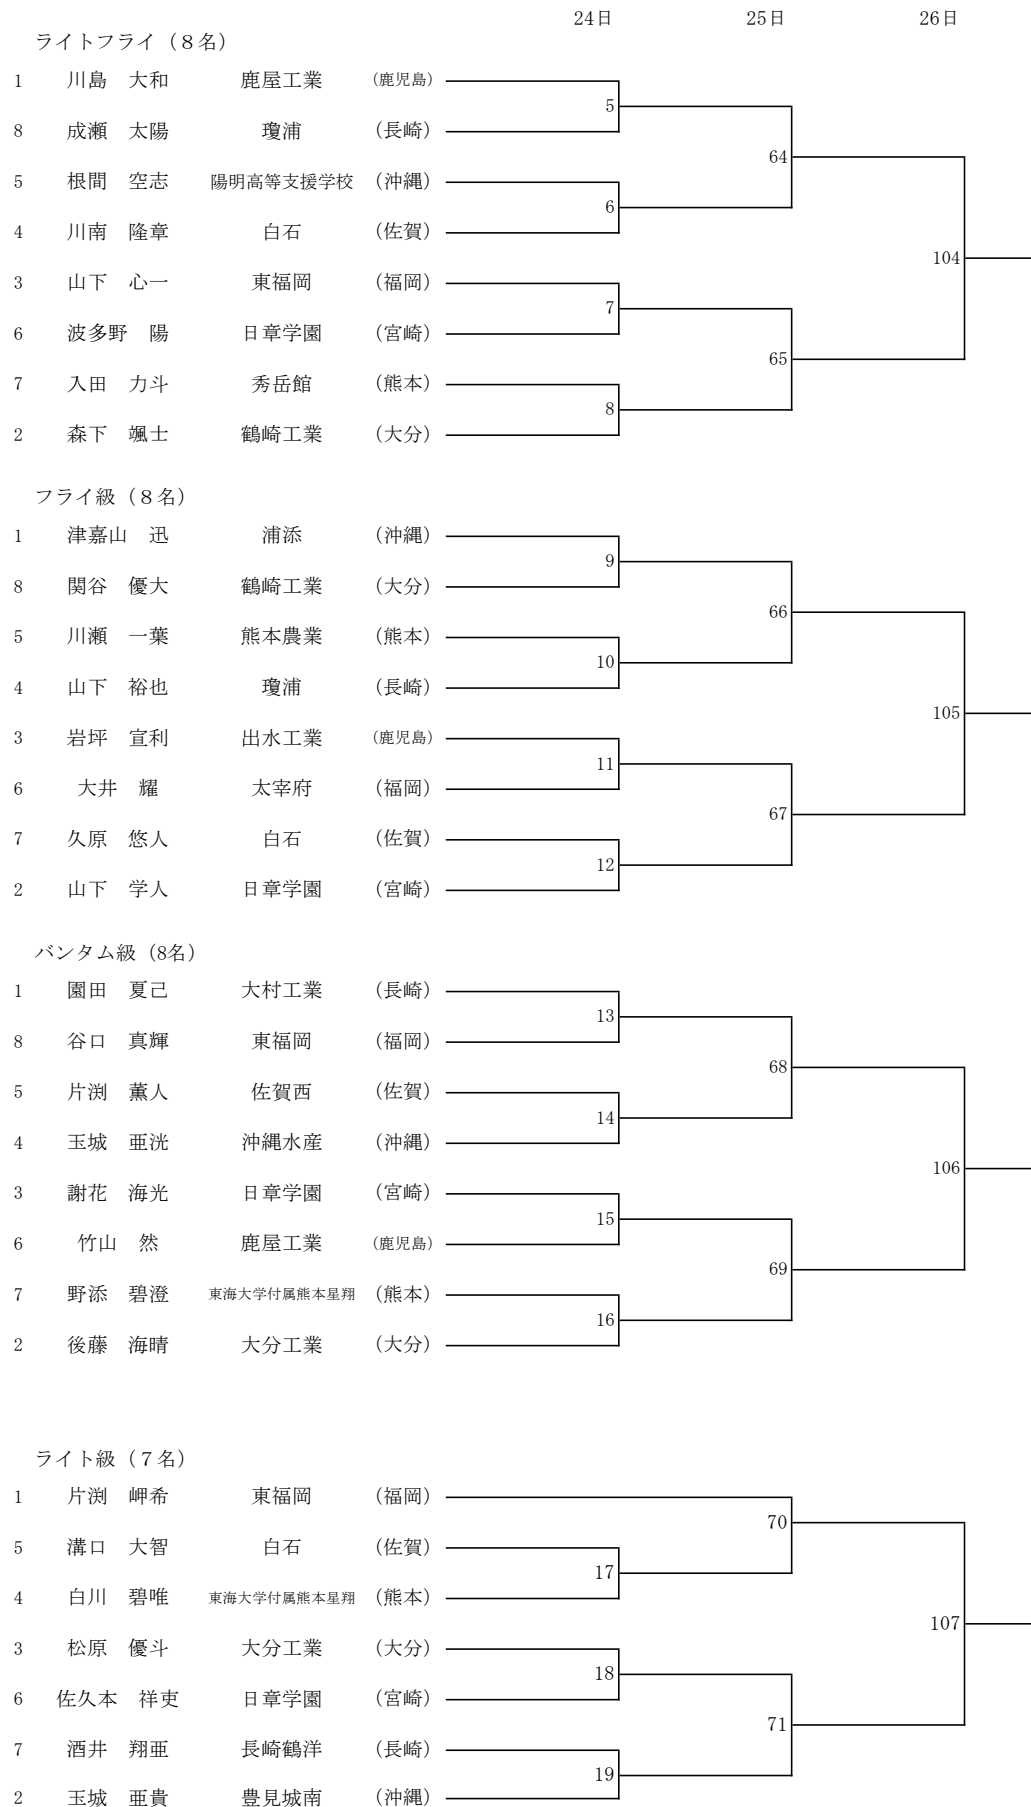 24日 25日 26日
ライトフライ（８名）
1 川島　大和 鹿屋工業 （鹿児島）
5
8 成瀬　太陽 瓊浦 （長崎）
64
5 根間　空志 陽明高等支援学校 （沖縄）
6
4 川南　隆章 白石 （佐賀）
104
3 山下　心一 東福岡 （福岡）
7
6 波多野　陽 日章学園 （宮崎）
65
7 入田　力斗 秀岳館 （熊本）
8
2 森下　颯士 鶴崎工業 （大分）
フライ級（８名）
1 津嘉山　迅 浦添 （沖縄）
9
8 関谷　優大 鶴崎工業 （大分）
66
5 川瀬　一葉 熊本農業 （熊本）
10
4 山下　裕也 瓊浦 （長崎）
105
3 岩坪　宣利 出水工業 （鹿児島）
11
6 大井　耀 太宰府 （福岡）
67
7 久原　悠人 白石 （佐賀）
12
2 山下　学人 日章学園 （宮崎）
バンタム級（8名）
1 園田　夏己 大村工業 （長崎）
13
8 谷口　真輝 東福岡 （福岡）
68
5 片渕　薫人 佐賀西 （佐賀）
14
4 玉城　亜洸 沖縄水産 （沖縄）
106
3 謝花　海光 日章学園 （宮崎）
15
6 竹山　然 鹿屋工業 （鹿児島）
69
7 野添　碧澄 東海大学付属熊本星翔 （熊本）
16
2 後藤　海晴 大分工業 （大分）
ライト級（７名）
1 片渕　岬希 東福岡 （福岡）
70
5 溝口　大智 白石 （佐賀）
17
4 白川　碧唯 東海大学付属熊本星翔 （熊本）
107
3 松原　優斗 大分工業 （大分）
18
6 佐久本　祥吏 日章学園 （宮崎）
71
7 酒井　翔亜 長崎鶴洋 （長崎）
19
2 玉城　亜貴 豊見城南 （沖縄）